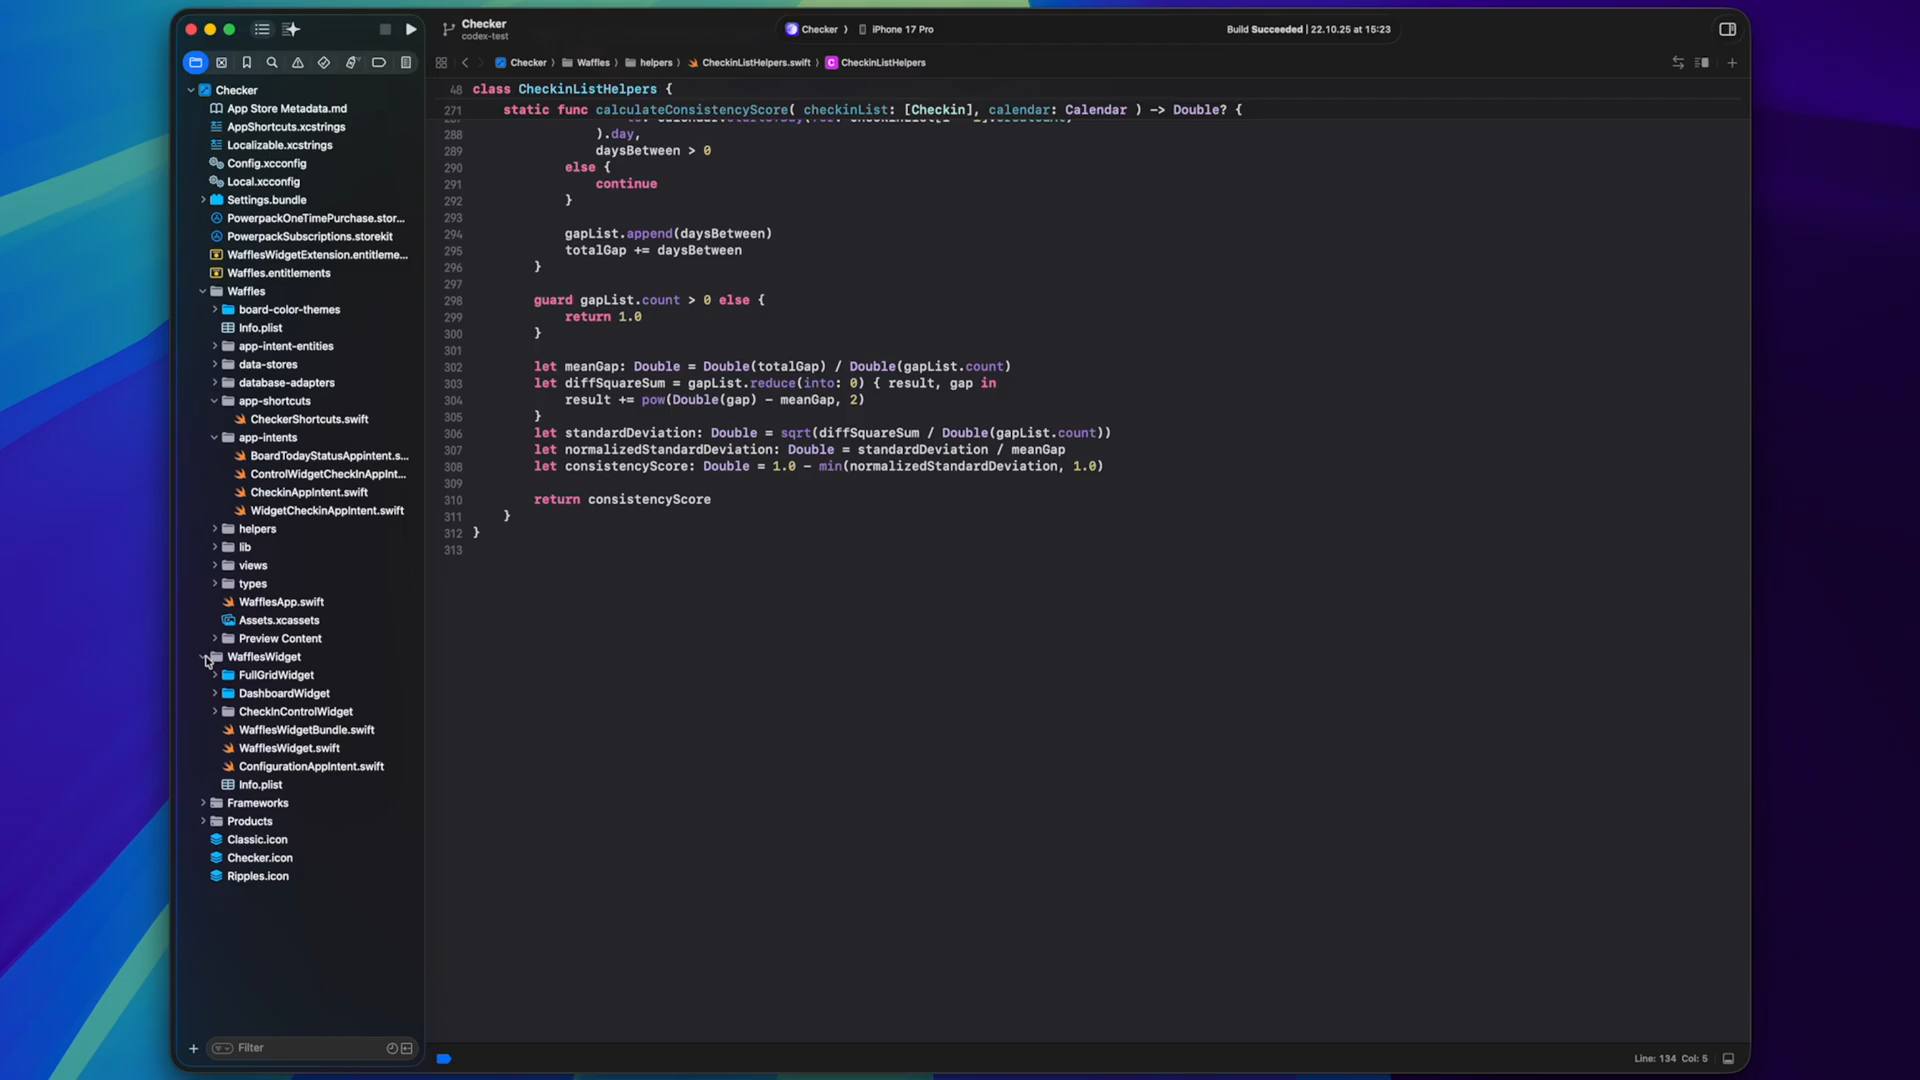 Checker
codex-test
Checker 〉 iPhone 17 Pro
Build Succeeded | 22.10.25 at 15:23
Checker 〉 Waffles 〉 helpers 〉 CheckinListHelpers.swift 〉 C CheckinListHelpers
Checker
App Store Metadata.md
AppShortcuts.xcstrings
Localizable.xcstrings
Config.xcconfig
Local.xcconfig
Settings.bundle
PowerpackOneTimePurchase.stor...
PowerpackSubscriptions.storekit
WafflesWidgetExtension.entitleme...
Waffles.entitlements
Waffles
board-color-themes
Info.plist
app-intent-entities
data-stores
database-adapters
app-shortcuts
CheckerShortcuts.swift
app-intents
BoardTodayStatusAppintent.s...
ControlWidgetCheckInAppInt...
CheckinAppIntent.swift
WidgetCheckinAppIntent.swift
helpers
lib
views
types
WafflesApp.swift
Assets.xcassets
Preview Content
WafflesWidget
FullGridWidget
DashboardWidget
CheckInControlWidget
WafflesWidgetBundle.swift
WafflesWidget.swift
ConfigurationAppIntent.swift
Info.plist
Frameworks
Products
Classic.icon
Checker.icon
Ripples.icon
Filter
48 class CheckinListHelpers {
271 static func calculateConsistencyScore( checkinList: [Checkin], calendar: Calendar ) -> Double? {
288 ).day,
289 daysBetween > 0
290 else {
291 continue
292 }
293
294 gapList.append(daysBetween)
295 totalGap += daysBetween
296 }
297
298 guard gapList.count > 0 else {
299 return 1.0
300 }
301
302 let meanGap: Double = Double(totalGap) / Double(gapList.count)
303 let diffSquareSum = gapList.reduce(into: 0) { result, gap in
304 result += pow(Double(gap) - meanGap, 2)
305 }
306 let standardDeviation: Double = sqrt(diffSquareSum / Double(gapList.count))
307 let normalizedStandardDeviation: Double = standardDeviation / meanGap
308 let consistencyScore: Double = 1.0 - min(normalizedStandardDeviation, 1.0)
309
310 return consistencyScore
311 }
312 }
313
Line: 134 Col: 5